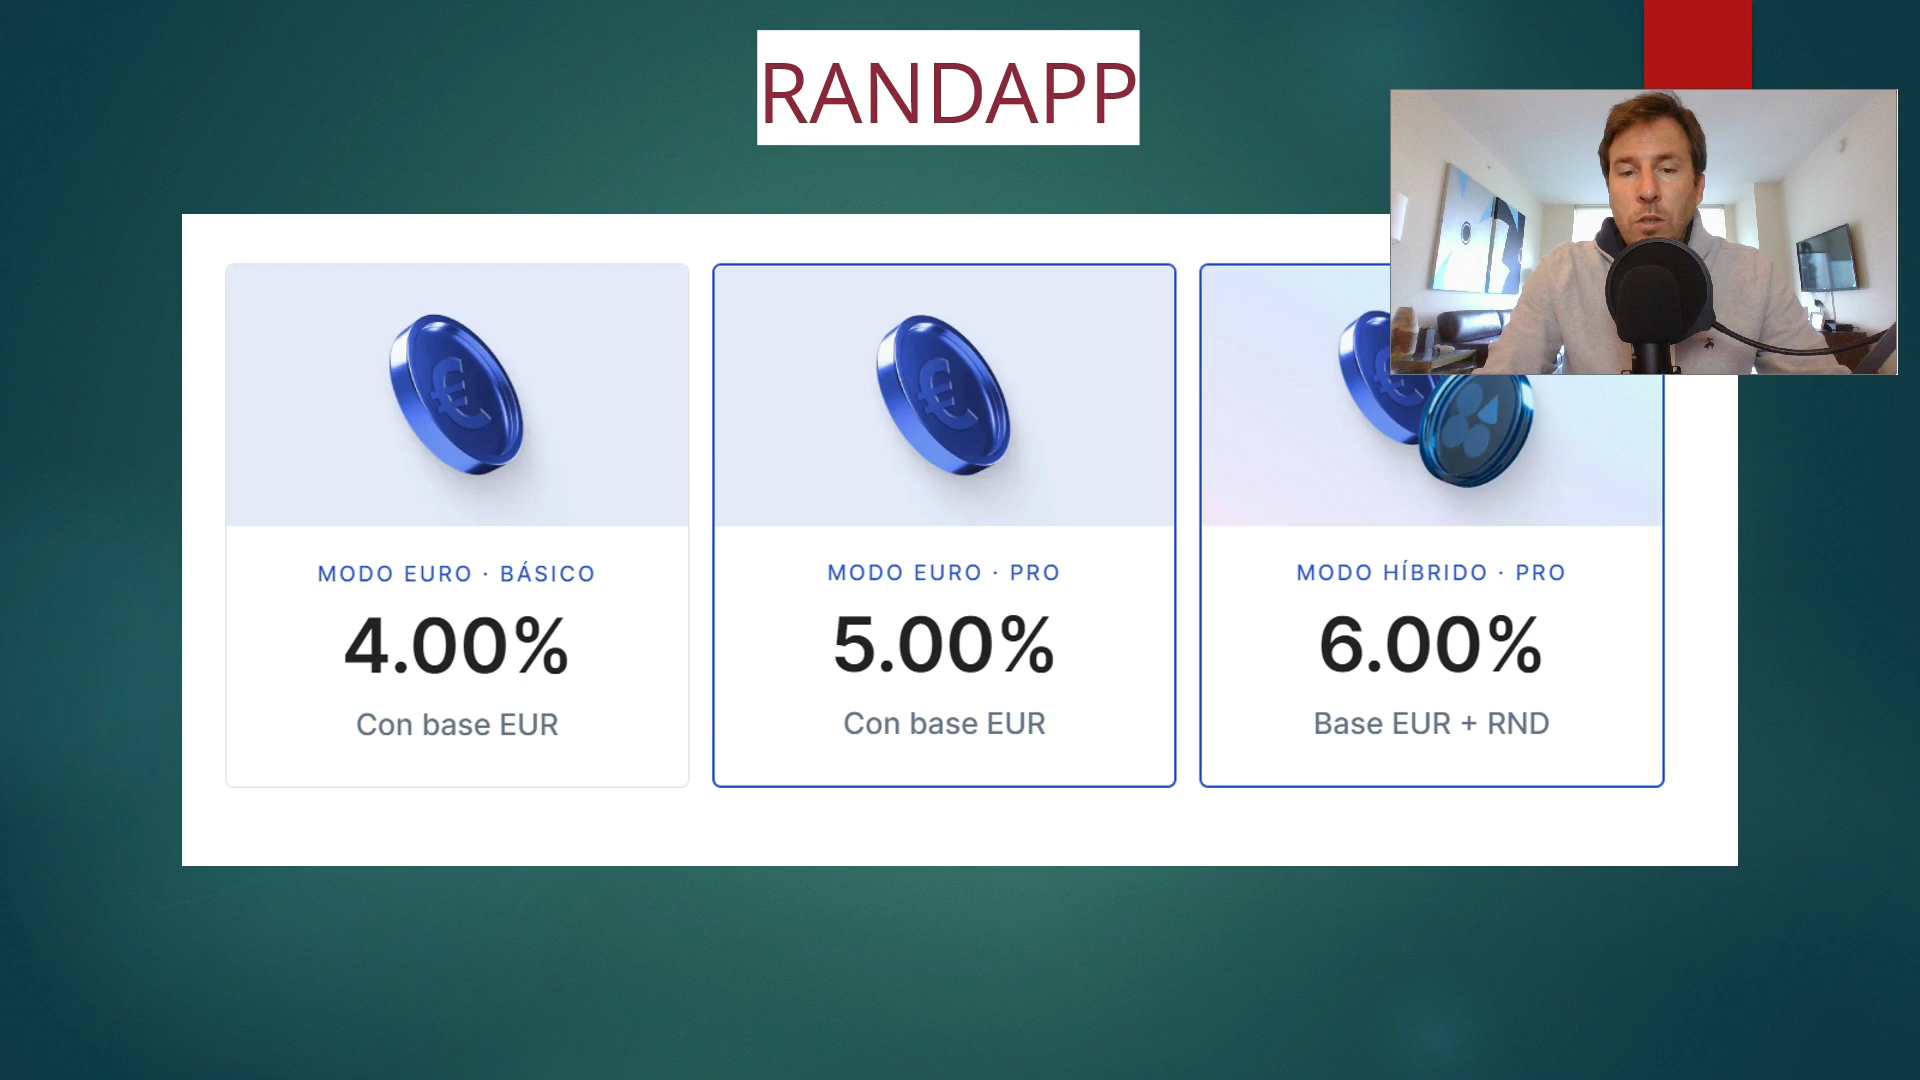 RANDAPP
MODO EURO · BÁSICO
4.00%
Con base EUR
MODO EURO · PRO
5.00%
Con base EUR
MODO HÍBRIDO · PRO
6.00%
Base EUR + RND